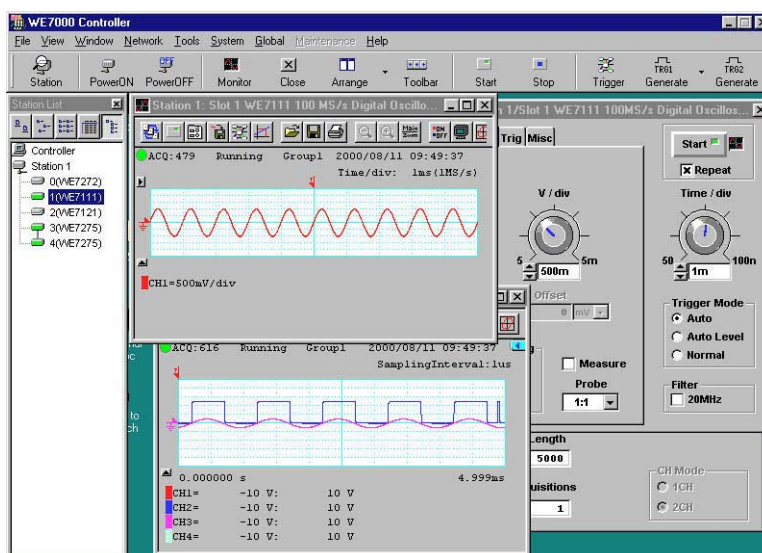 WE7000 Controller
File View Window Network Tools System Global Maintenance Help
Station PowerON PowerOFF Monitor Close Arrange Toolbar Start Stop Trigger TRG1 Generate TRG2 Generate
Station List
Controller
Station 1
0(WE7272)
1(WE7111)
2(WE7121)
3(WE7275)
4(WE7275)
Station 1: Slot 1 WE7111 100 MS/s Digital Oscillo...
Main Zoom
ON OFF
ACQ:479 Running Group1 2000/08/11 09:49:37
Time/div: 1ms(1MS/s)
CH1=500mV/div
1/Slot 1 WE7111 100MS/s Digital Oscillos...
Trig Misc
Start
Repeat
V / div
5 5m
500m
Time / div
50 100n
1m
Offset
0 mV
Measure
Probe
1:1
Trigger Mode
Auto
Auto Level
Normal
Filter
20MHz
Length
5000
1
CH Mode
1CH
2CH
ACQ:616 Running Group1 2000/08/11 09:49:37
SamplingInterval:1us
0.000000 s 4.999ms
CH1= -10 V: 10 V
CH2= -10 V: 10 V
CH3= -10 V: 10 V
CH4= -10 V: 10 V